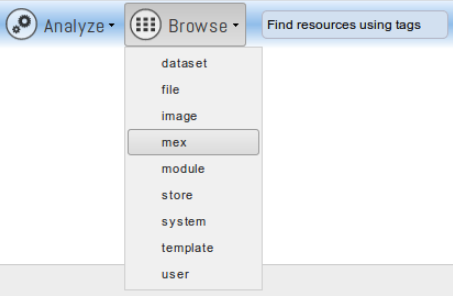 Analyze Browse Find resources using tags
dataset
file
image
mex
module
store
system
template
user